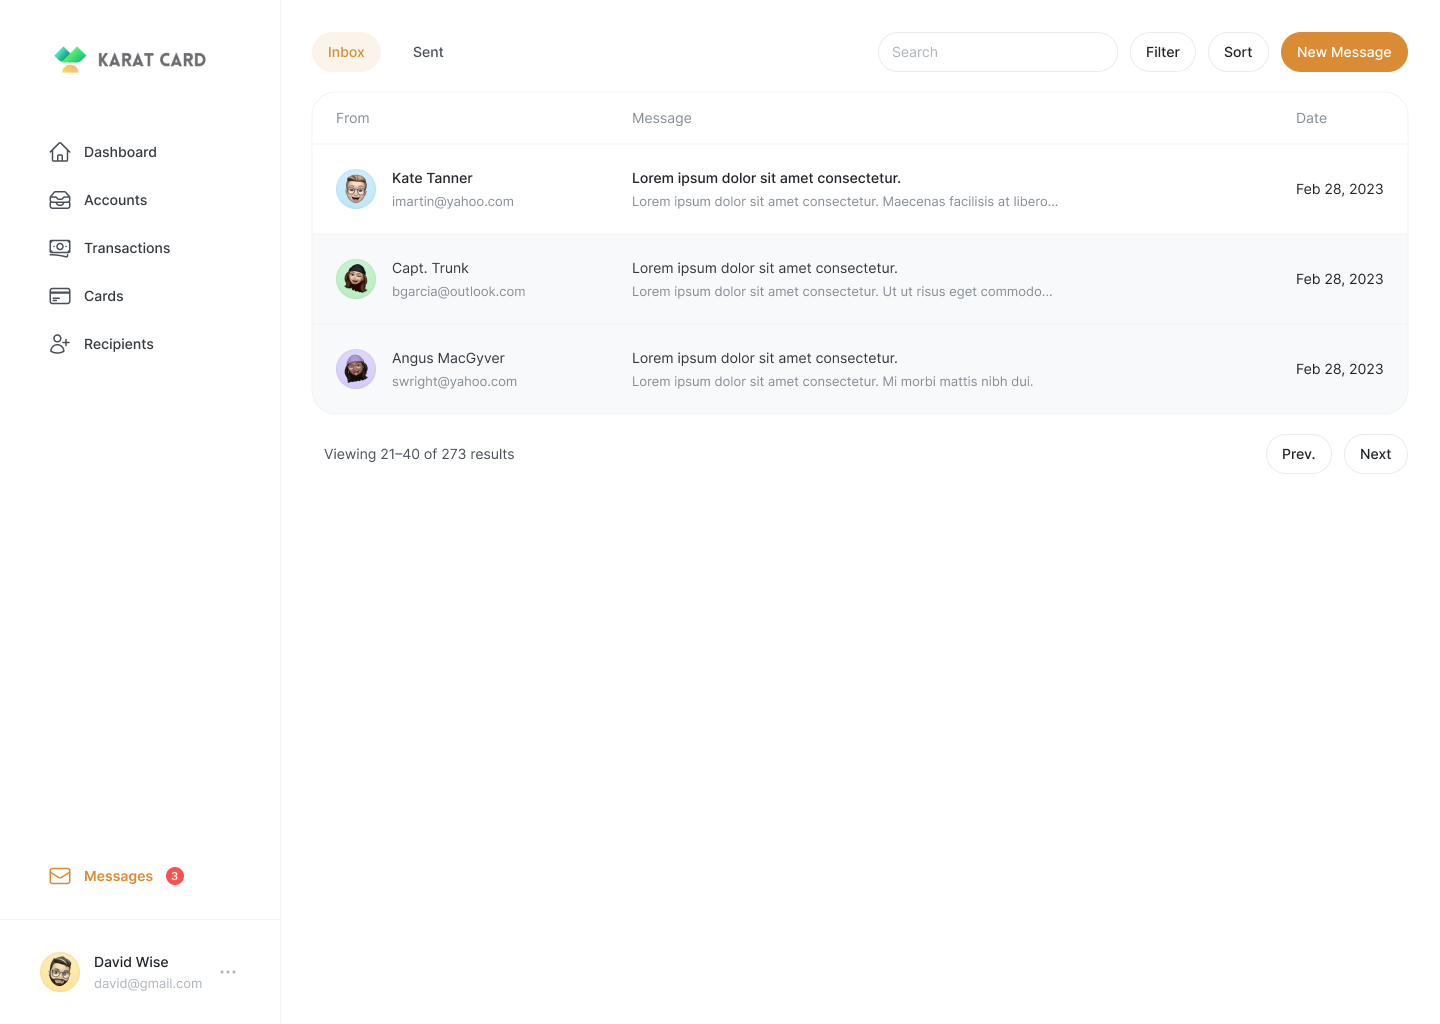 KARAT CARD
Dashboard
Accounts
Transactions
Cards
Recipients
Messages 3
David Wise
david@gmail.com
Inbox Sent Search Filter Sort New Message
From Message Date
Kate Tanner
imartin@yahoo.com
Lorem ipsum dolor sit amet consectetur.
Lorem ipsum dolor sit amet consectetur. Maecenas facilisis at libero...
Feb 28, 2023
Capt. Trunk
bgarcia@outlook.com
Lorem ipsum dolor sit amet consectetur.
Lorem ipsum dolor sit amet consectetur. Ut ut risus eget commodo...
Feb 28, 2023
Angus MacGyver
swright@yahoo.com
Lorem ipsum dolor sit amet consectetur.
Lorem ipsum dolor sit amet consectetur. Mi morbi mattis nibh dui.
Feb 28, 2023
Viewing 21–40 of 273 results
Prev. Next